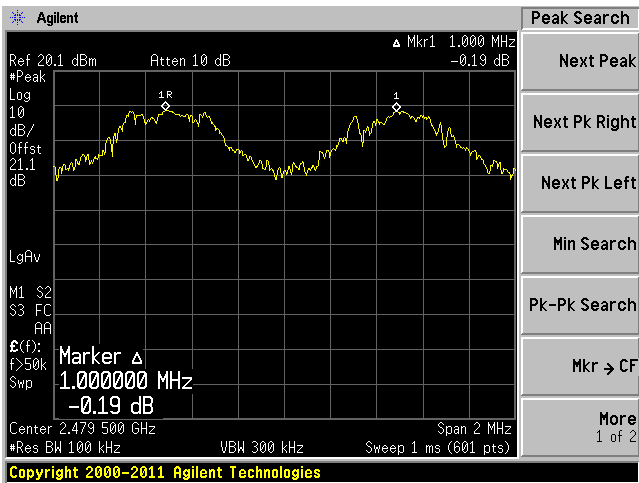 Agilent
Peak Search
Mkr1 1.000 MHz
Ref 20.1 dBm
Atten 10 dB
-0.19 dB
#Peak
Log
10
dB/
Offst
21.1
dB
1R
1
LgAv
M1 S2
S3 FC
AA
£(f):
f>50k
Swp
Marker Δ
1.000000 MHz
-0.19 dB
Center 2.479 500 GHz
Span 2 MHz
#Res BW 100 kHz
VBW 300 kHz
Sweep 1 ms (601 pts)
Copyright 2000-2011 Agilent Technologies
Next Peak
Next Pk Right
Next Pk Left
Min Search
Pk-Pk Search
Mkr → CF
More
1 of 2